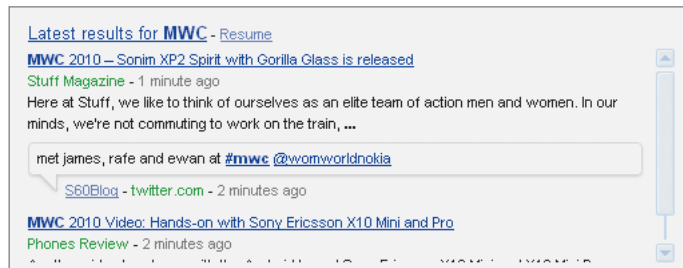 Latest results for MWC - Resume
MWC 2010 – Sonim XP2 Spirit with Gorilla Glass is released
Stuff Magazine - 1 minute ago
Here at Stuff, we like to think of ourselves as an elite team of action men and women. In our
minds, we're not commuting to work on the train, ...
met james, rafe and ewan at #mwc @womworldnokia
S60Blog - twitter.com - 2 minutes ago
MWC 2010 Video: Hands-on with Sony Ericsson X10 Mini and Pro
Phones Review - 2 minutes ago